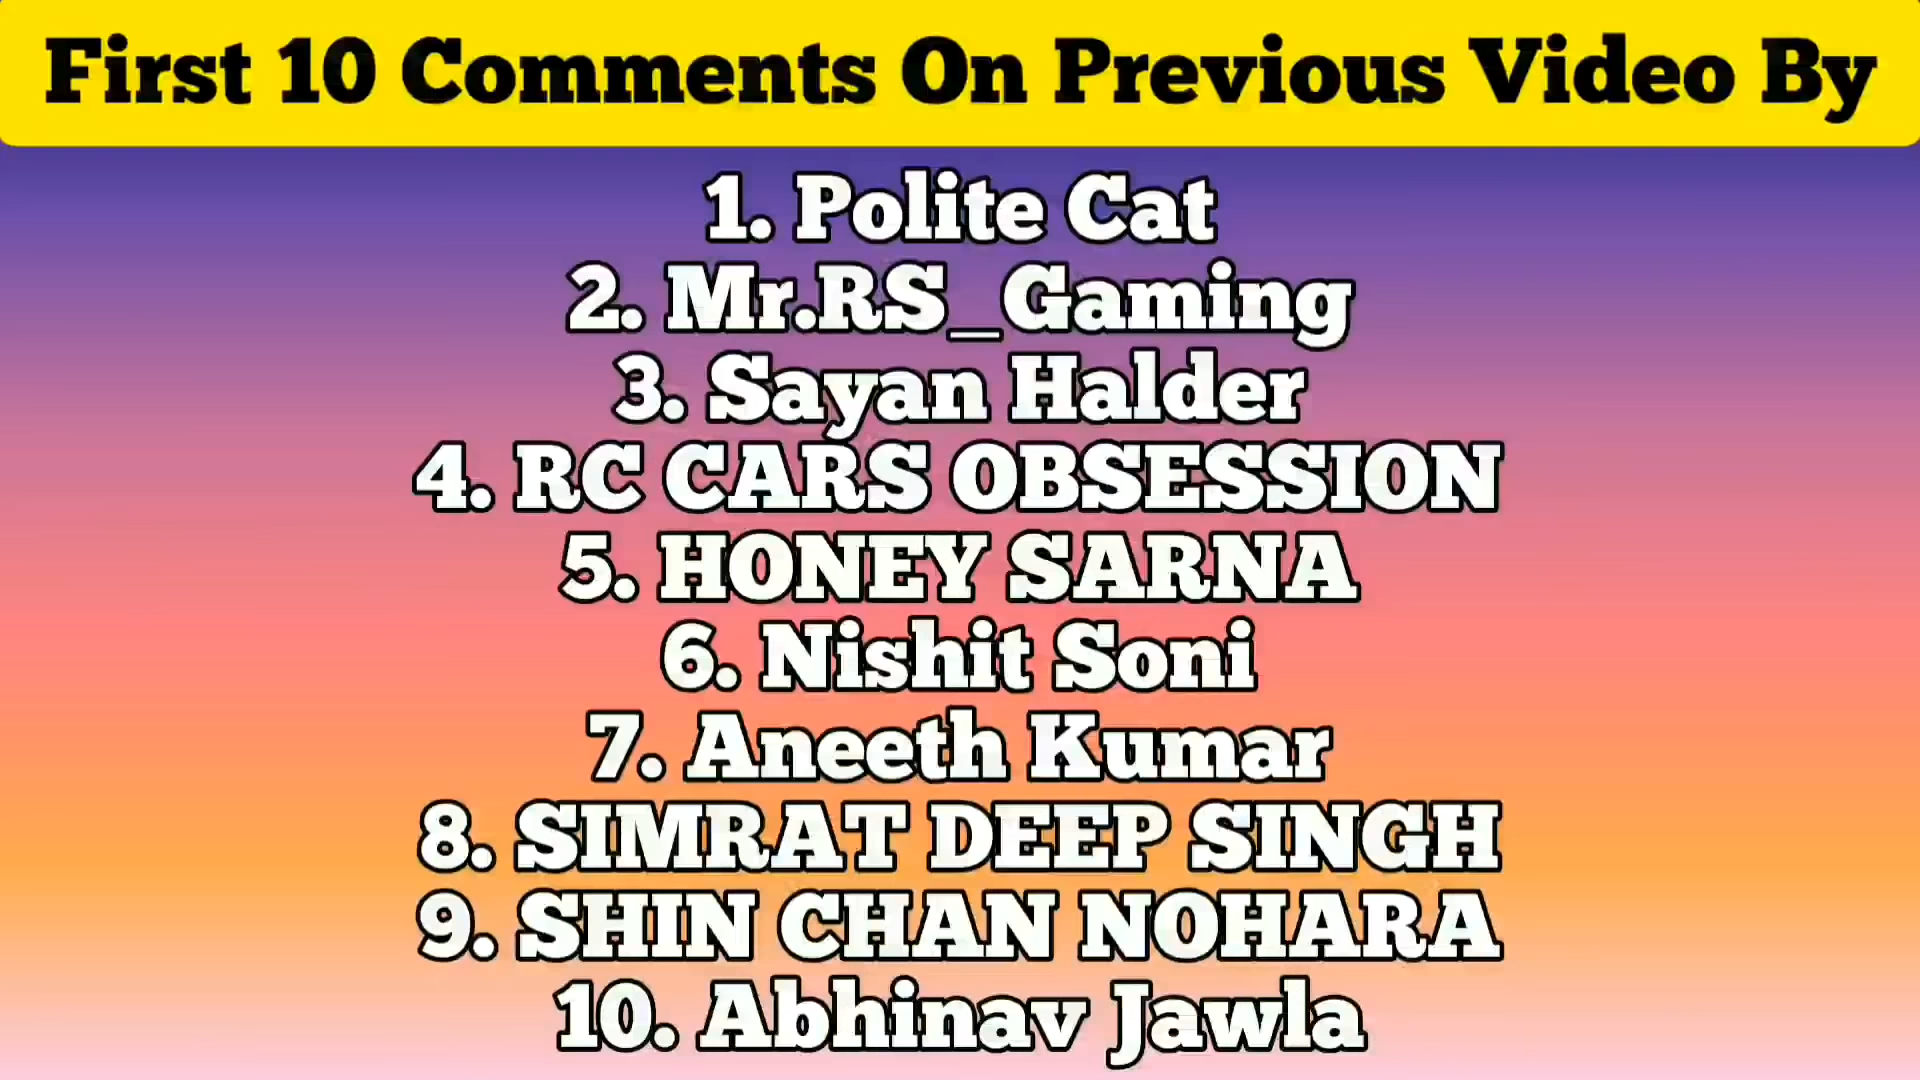 First 10 Comments On Previous Video By
1. Polite Cat
2. Mr.RS_Gaming
3. Sayan Halder
4. RC CARS OBSESSION
5. HONEY SARNA
6. Nishit Soni
7. Aneeth Kumar
8. SIMRAT DEEP SINGH
9. SHIN CHAN NOHARA
10. Abhinav Jawla